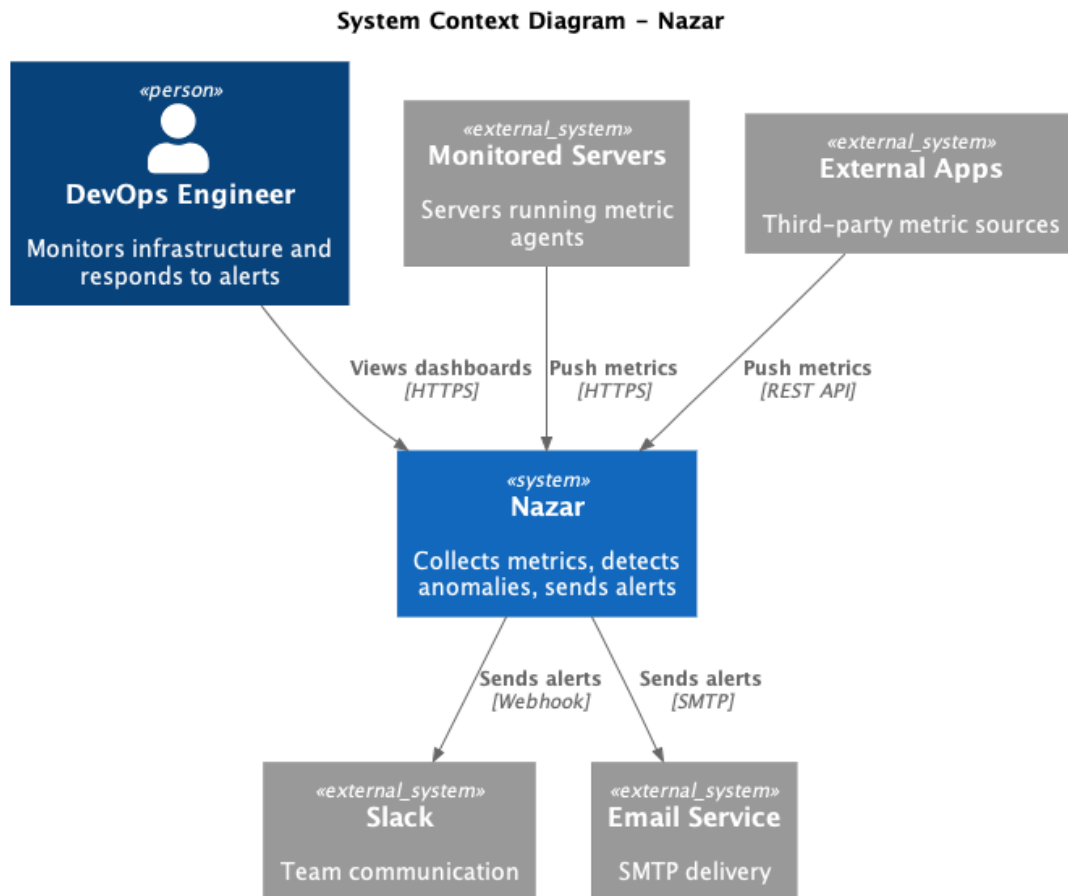 System Context Diagram – Nazar
«person»
DevOps Engineer
Monitors infrastructure and
responds to alerts
«external_system»
Monitored Servers
Servers running metric
agents
«external_system»
External Apps
Third–party metric sources
Views dashboards
[HTTPS]
Push metrics
[HTTPS]
Push metrics
[REST API]
«system»
Nazar
Collects metrics, detects
anomalies, sends alerts
Sends alerts
[Webhook]
Sends alerts
[SMTP]
«external_system»
Slack
Team communication
«external_system»
Email Service
SMTP delivery